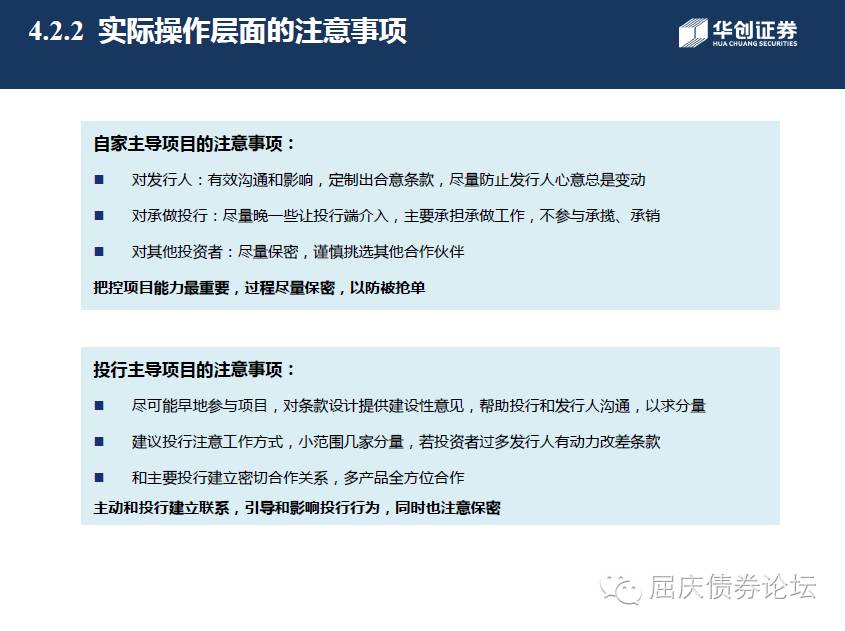 4.2.2 实际操作层面的注意事项
华创证券
HUA CHUANG SECURITIES
自家主导项目的注意事项：
■ 对发行人：有效沟通和影响，定制出合意条款，尽量防止发行人心意总是变动
■ 对承做投行：尽量晚一些让投行端介入，主要承担承做工作，不参与承揽、承销
■ 对其他投资者：尽量保密，谨慎挑选其他合作伙伴
把控项目能力最重要，过程尽量保密，以防被抢单
投行主导项目的注意事项：
■ 尽可能早地参与项目，对条款设计提供建设性意见，帮助投行和发行人沟通，以求分量
■ 建议投行注意工作方式，小范围几家分量，若投资者过多发行人有动力改差条款
■ 和主要投行建立密切合作关系，多产品全方位合作
主动和投行建立联系，引导和影响投行行为，同时也注意保密
屈庆债券论坛